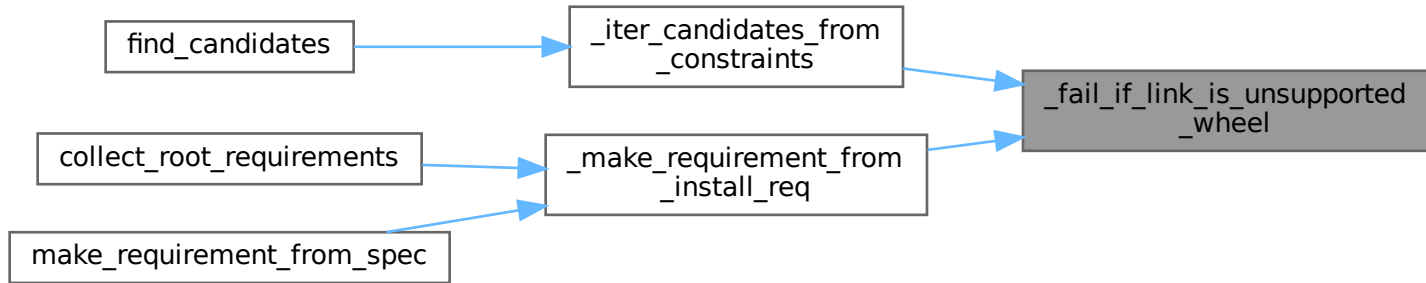 find_candidates
_iter_candidates_from
_constraints
_fail_if_link_is_unsupported
_wheel
collect_root_requirements
_make_requirement_from
_install_req
make_requirement_from_spec